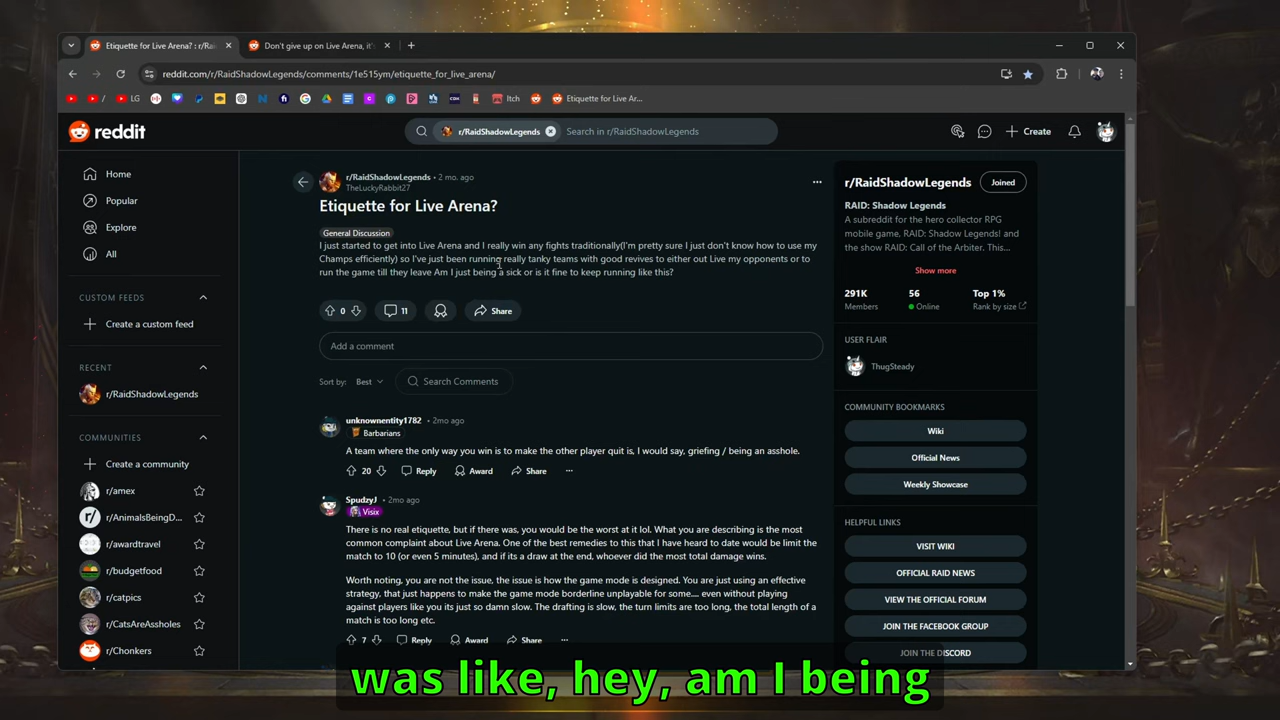 Etiquette for Live Arena? : r/Rai
Don't give up on Live Arena, it'
reddit.com/r/RaidShadowLegends/comments/1e515ym/etiquette_for_live_arena/
/
LG
Itch
Etiquette for Live Ar...
reddit
r/RaidShadowLegends
Search in r/RaidShadowLegends
Create
Home
Popular
Explore
All
CUSTOM FEEDS
Create a custom feed
RECENT
r/RaidShadowLegends
COMMUNITIES
Create a community
r/amex
r/AnimalsBeingD...
r/awardtravel
r/budgetfood
r/catpics
r/CatsAreAssholes
r/Chonkers
r/RaidShadowLegends • 2 mo. ago
TheLuckyRabbit27
Etiquette for Live Arena?
General Discussion
I just started to get into Live Arena and I really win any fights traditionally(I'm pretty sure I just don't know how to use my
Champs efficiently) so I've just been running really tanky teams with good revives to either out Live my opponents or to
run the game till they leave Am I just being a sick or is it fine to keep running like this?
0
11
Share
Add a comment
Sort by: Best
Search Comments
unknownentity1782 • 2mo ago
Barbarians
A team where the only way you win is to make the other player quit is, I would say, griefing / being an asshole.
20
Reply
Award
Share
SpudzyJ • 2mo ago
Visix
There is no real etiquette, but if there was, you would be the worst at it lol. What you are describing is the most
common complaint about Live Arena. One of the best remedies to this that I have heard to date would be limit the
match to 10 (or even 5 minutes), and if its a draw at the end, whoever did the most total damage wins.
Worth noting, you are not the issue, the issue is how the game mode is designed. You are just using an effective
strategy, that just happens to make the game mode borderline unplayable for some.... even without playing
against players like you its just so damn slow. The drafting is slow, the turn limits are too long, the total length of a
match is too long etc.
7
Reply
Award
Share
r/RaidShadowLegends
Joined
RAID: Shadow Legends
A subreddit for the hero collector RPG
mobile game, RAID: Shadow Legends! and
the show RAID: Call of the Arbiter. This...
Show more
291K
Members
56
Online
Top 1%
Rank by size
USER FLAIR
ThugSteady
COMMUNITY BOOKMARKS
Wiki
Official News
Weekly Showcase
HELPFUL LINKS
VISIT WIKI
OFFICIAL RAID NEWS
VIEW THE OFFICIAL FORUM
JOIN THE FACEBOOK GROUP
JOIN THE DISCORD
was like, hey, am I being